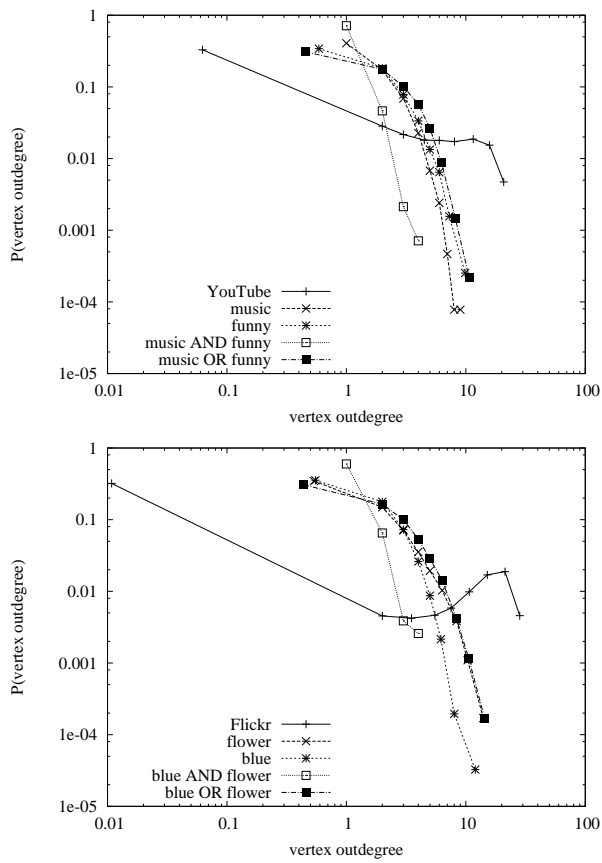 1
0.1
0.01
0.001
1e-04
1e-05
P(vertex outdegree)
YouTube
music
funny
music AND funny
music OR funny
0.01 0.1 1 10 100
vertex outdegree
1
0.1
0.01
0.001
1e-04
1e-05
P(vertex outdegree)
Flickr
flower
blue
blue AND flower
blue OR flower
0.01 0.1 1 10 100
vertex outdegree